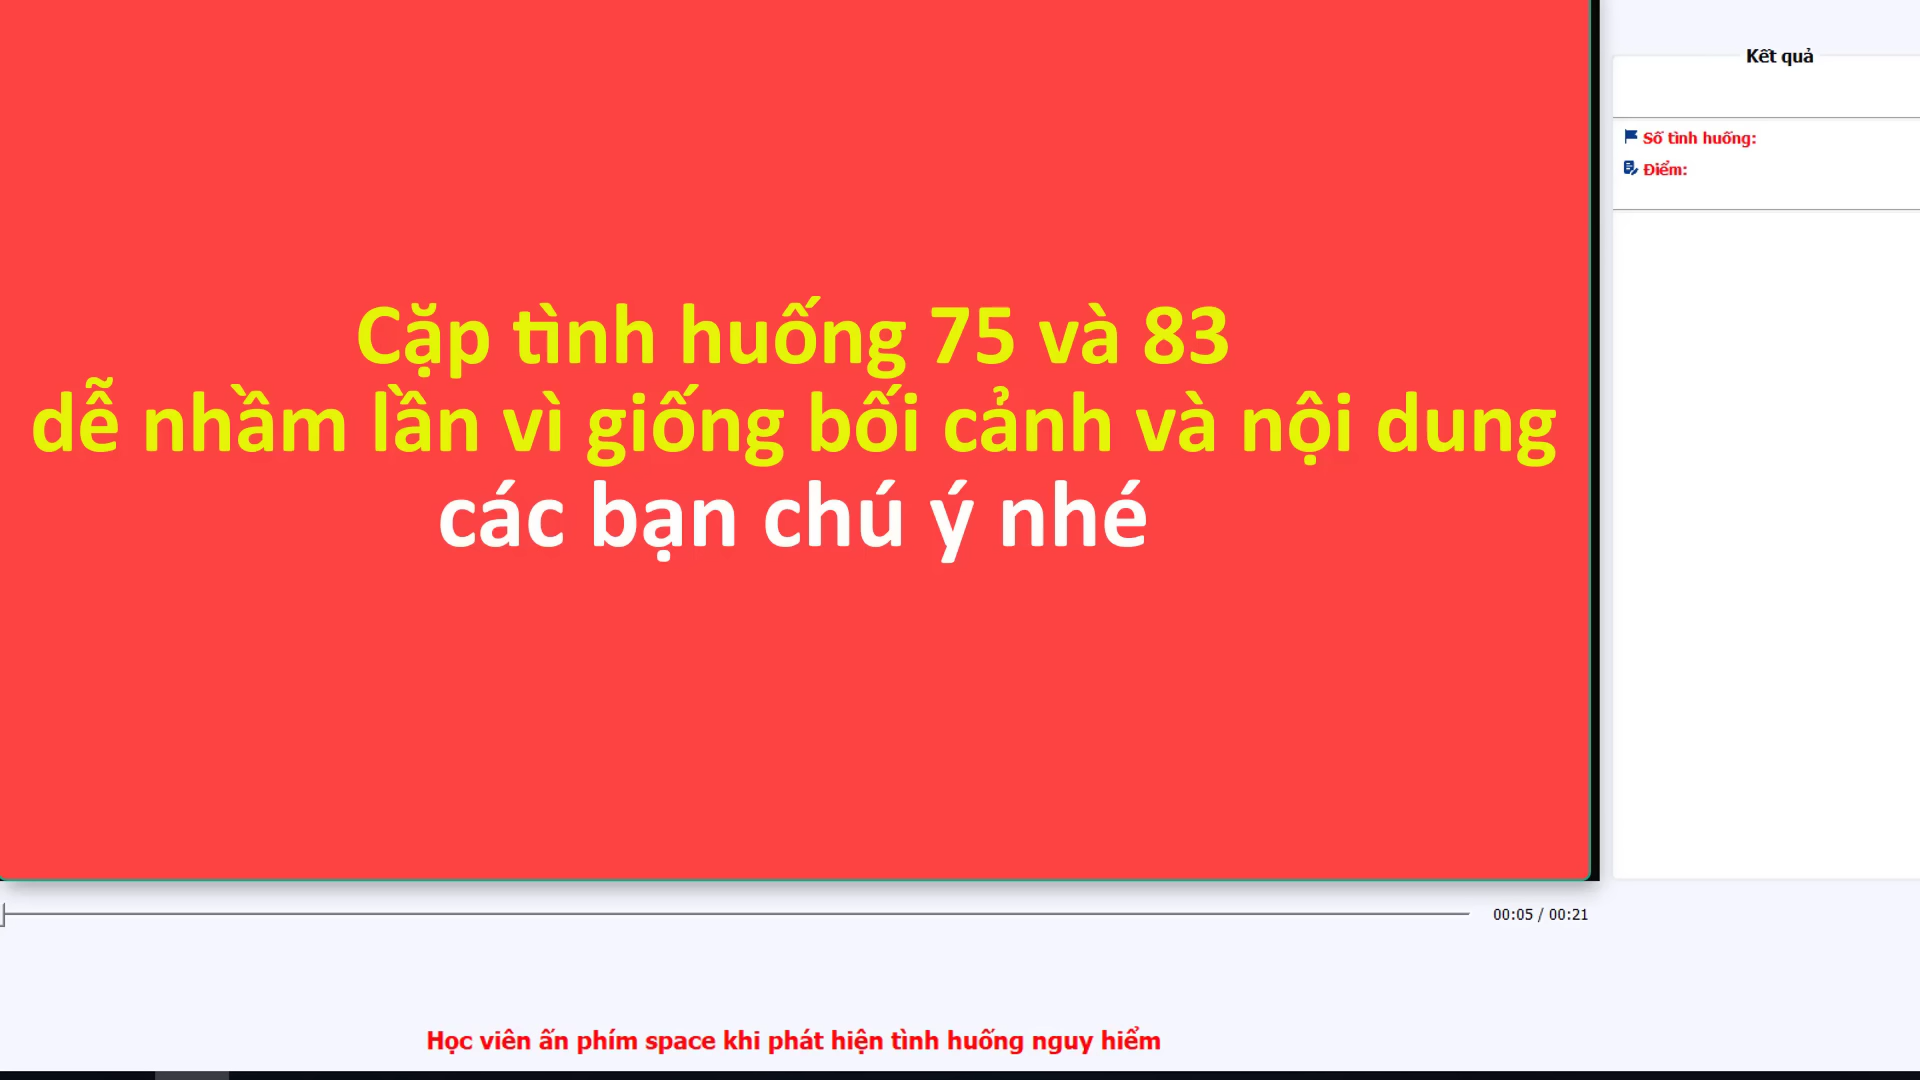 Kết quả
Số tình huống:
Điểm:
Cặp tình huống 75 và 83
dễ nhầm lần vì giống bối cảnh và nội dung
các bạn chú ý nhé
00:05 / 00:21
Học viên ấn phím space khi phát hiện tình huống nguy hiểm